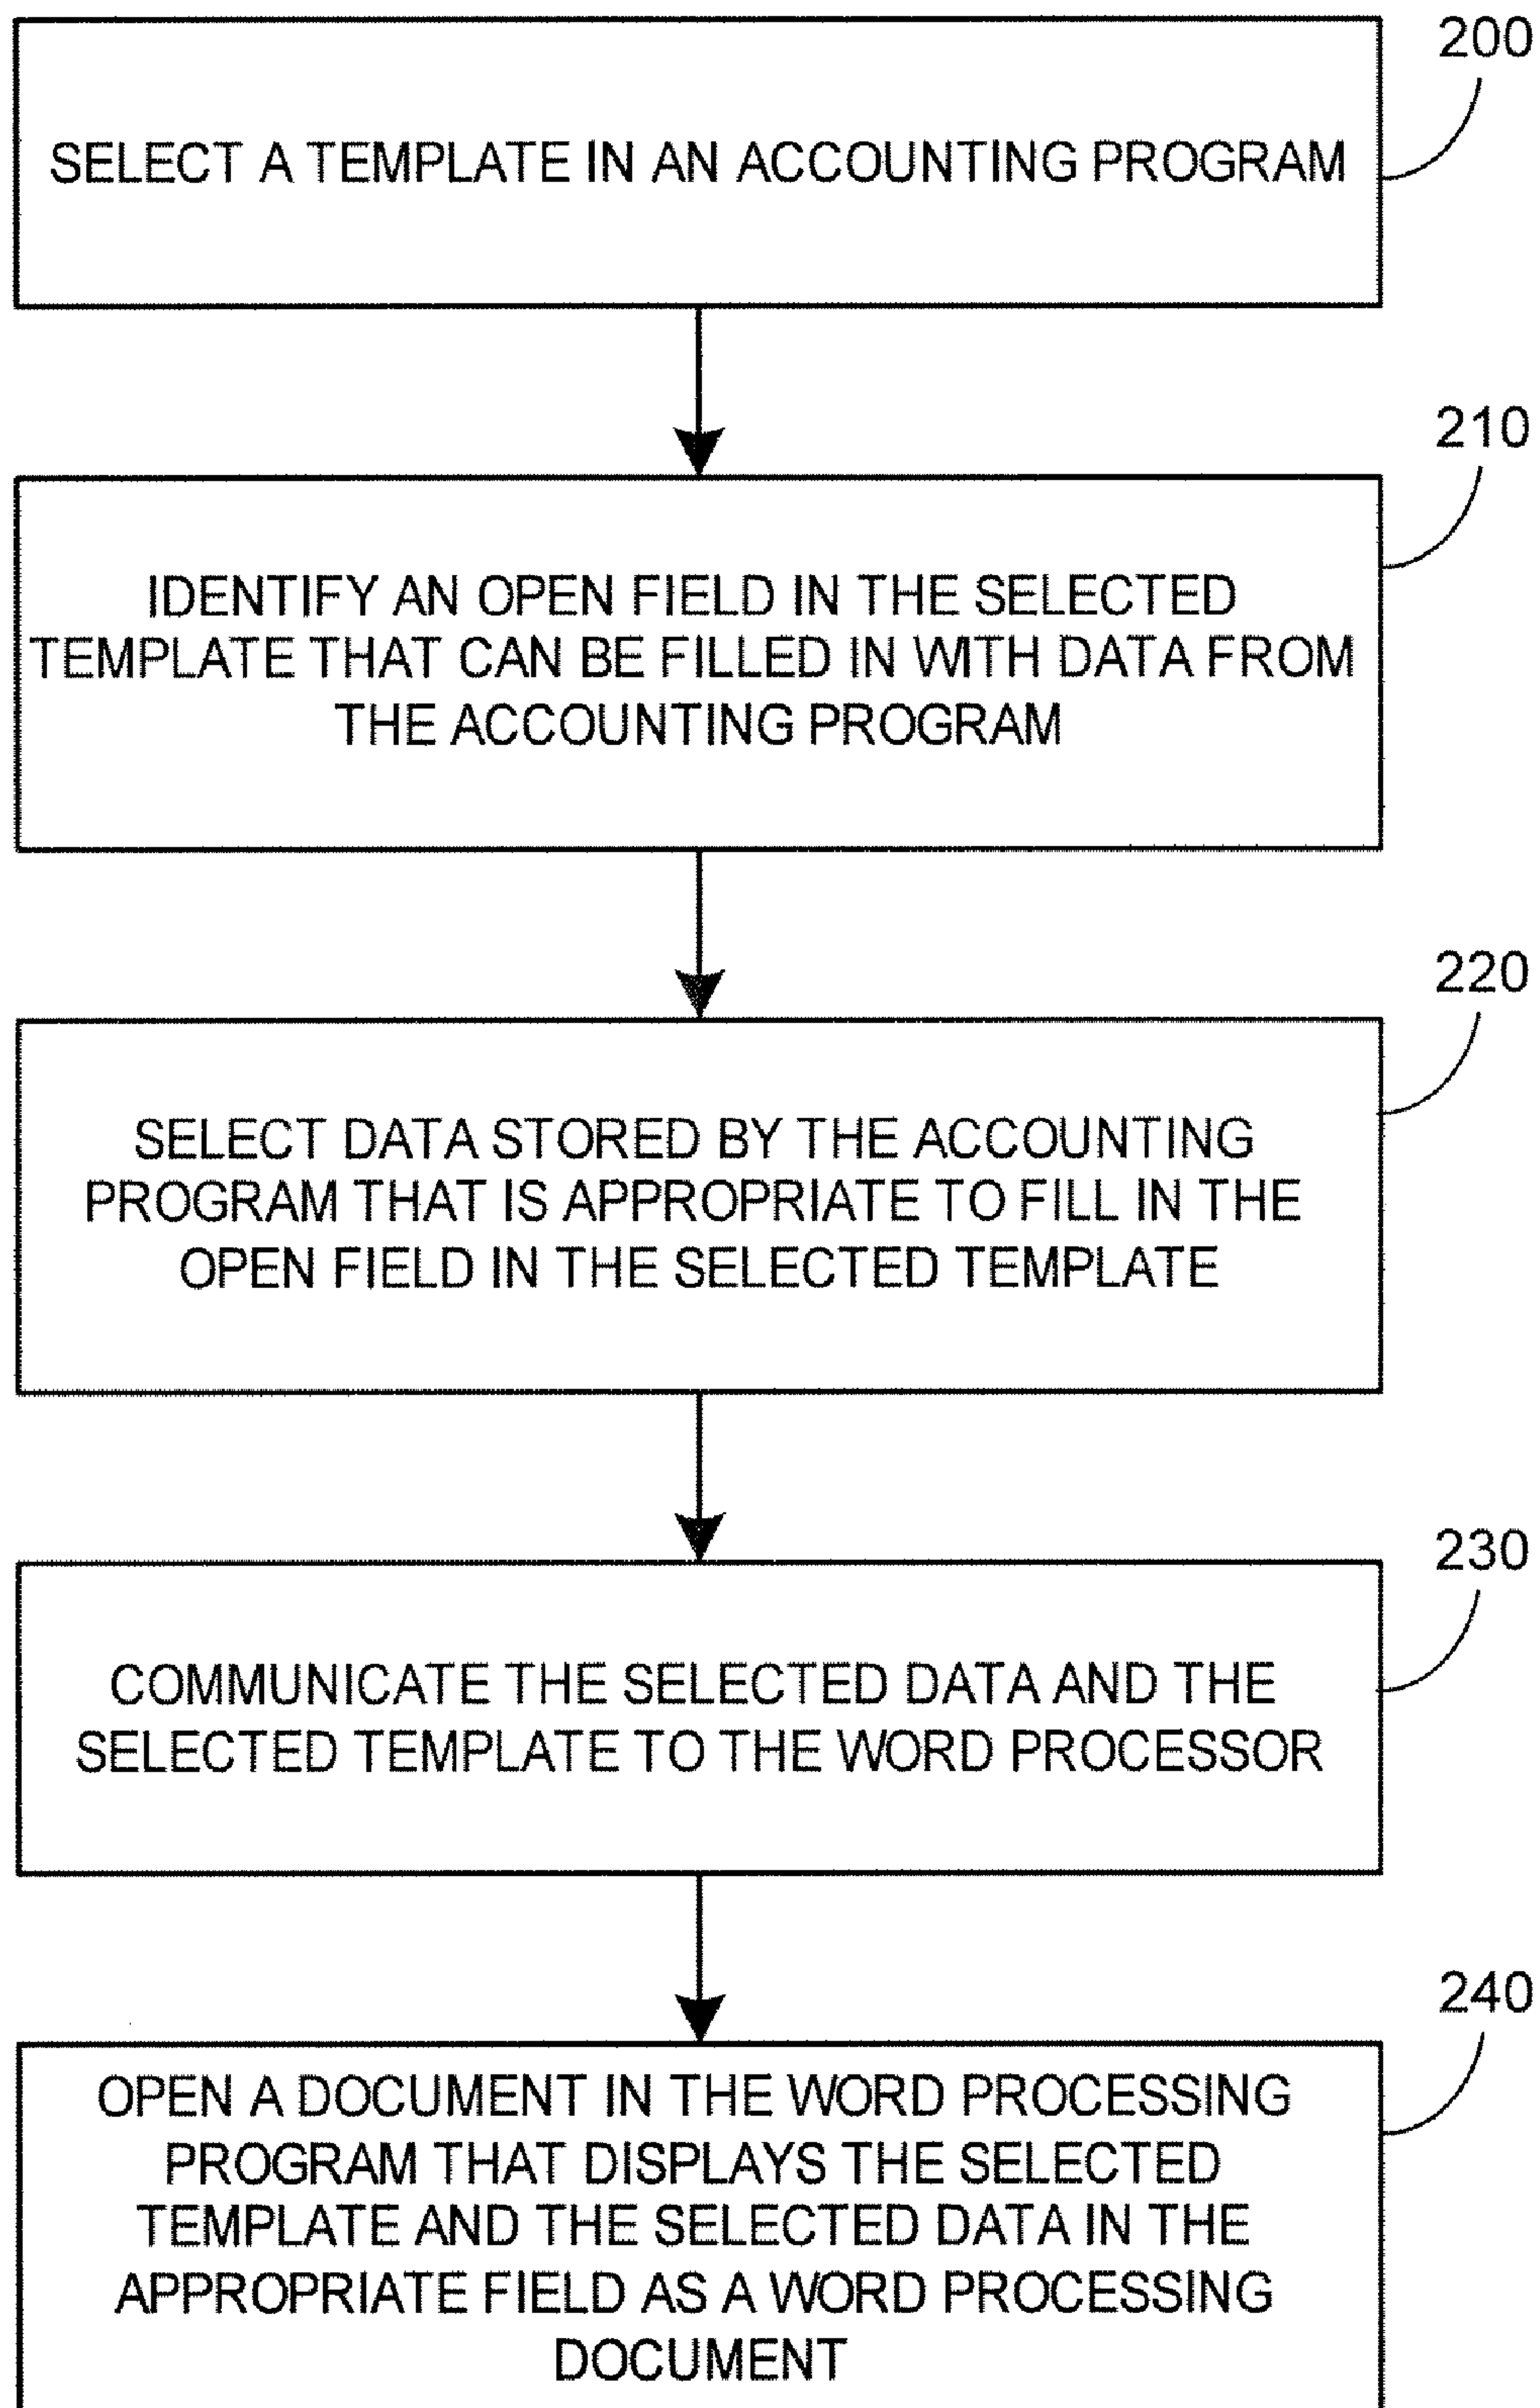 200
SELECT A TEMPLATE IN AN ACCOUNTING PROGRAM
210
IDENTIFY AN OPEN FIELD IN THE SELECTED
TEMPLATE THAT CAN BE FILLED IN WITH DATA FROM
THE ACCOUNTING PROGRAM
220
SELECT DATA STORED BY THE ACCOUNTING
PROGRAM THAT IS APPROPRIATE TO FILL IN THE
OPEN FIELD IN THE SELECTED TEMPLATE
230
COMMUNICATE THE SELECTED DATA AND THE
SELECTED TEMPLATE TO THE WORD PROCESSOR
240
OPEN A DOCUMENT IN THE WORD PROCESSING
PROGRAM THAT DISPLAYS THE SELECTED
TEMPLATE AND THE SELECTED DATA IN THE
APPROPRIATE FIELD AS A WORD PROCESSING
DOCUMENT